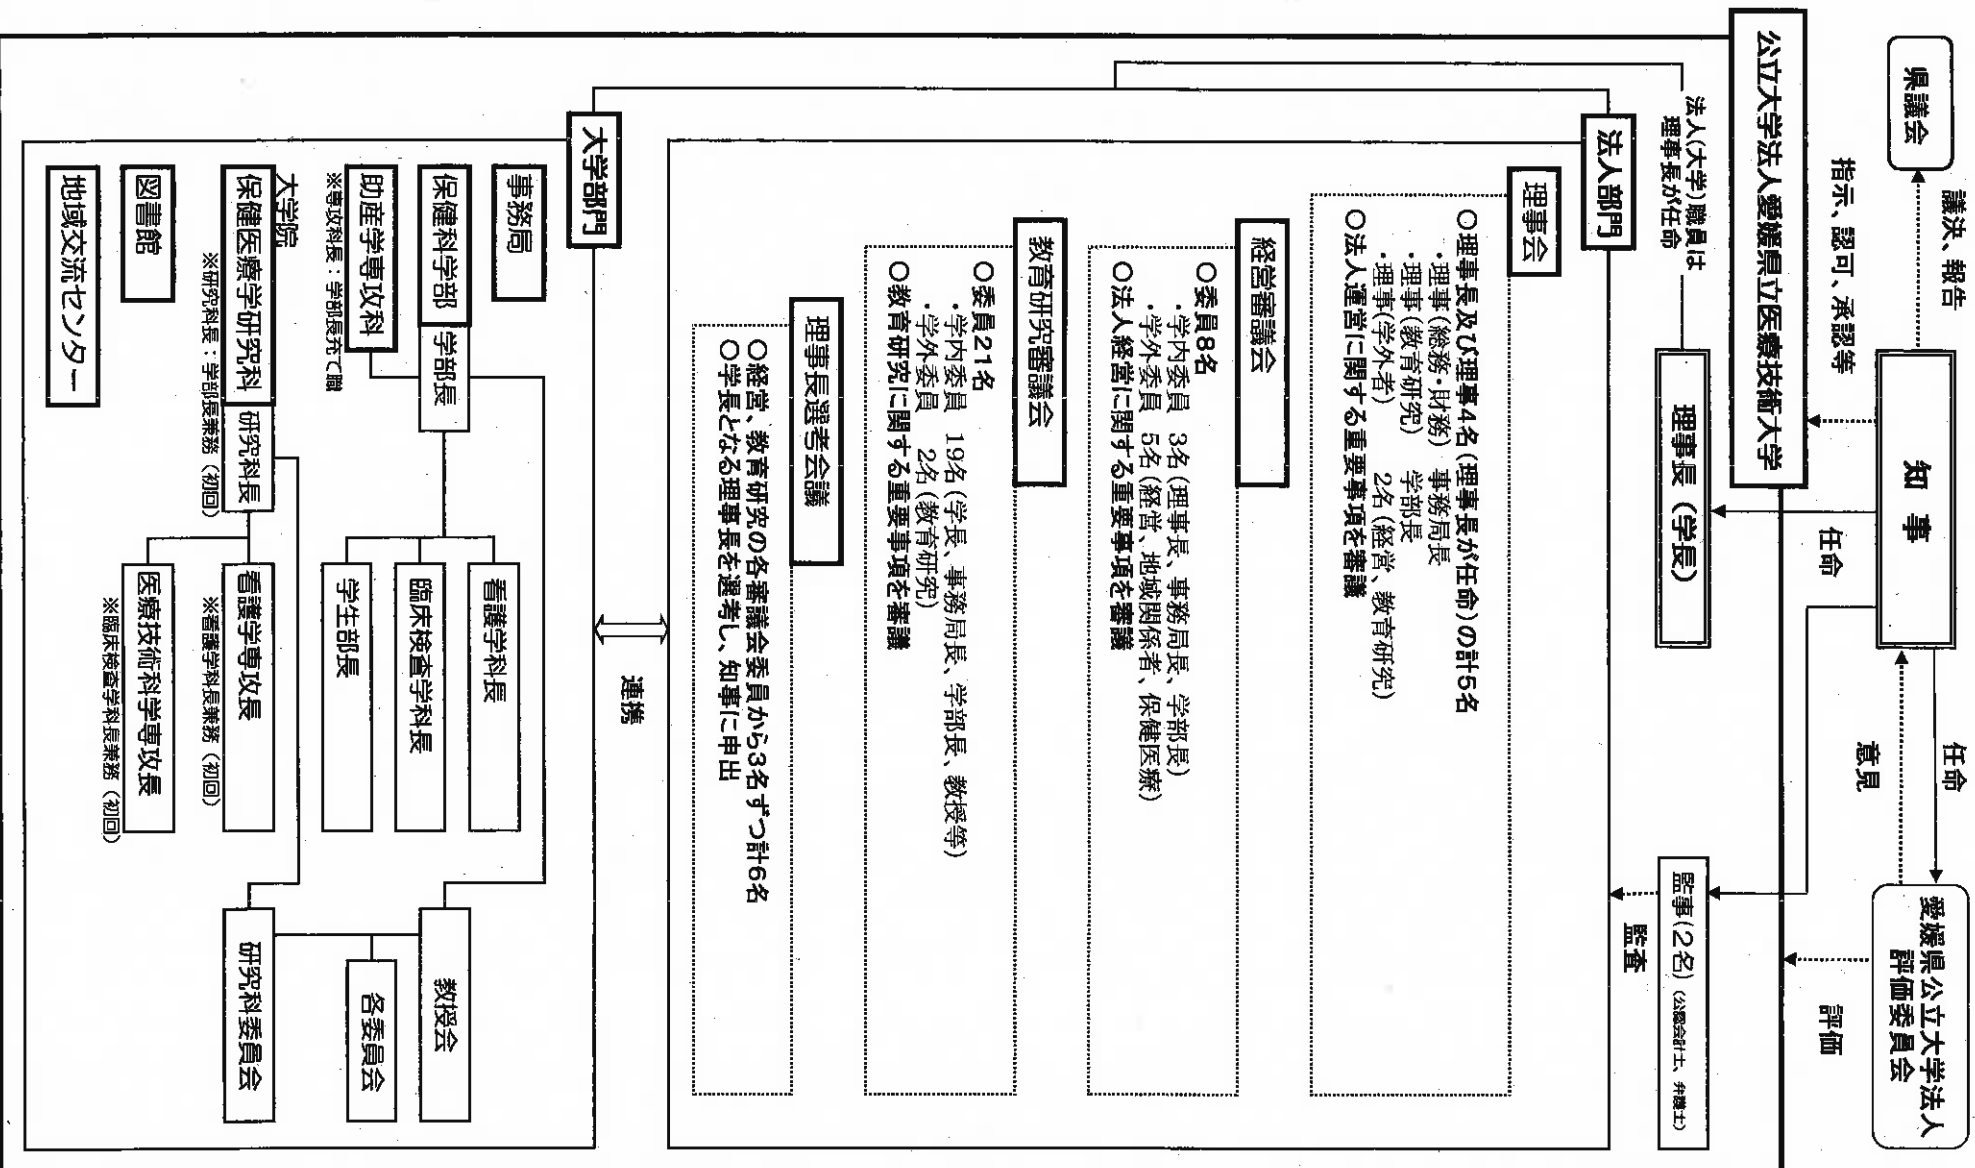 県議会
議決、報告
知　事
任命
意見
愛媛県公立大学法人
評価委員会
指示、認可、承認等
任命
評価
公立大学法人愛媛県立医療技術大学
法人(大学)職員は
理事長が任命
理事長（学長）
監事(2名)（公認会計士、弁護士）
監査
法人部門
理事会
○理事長及び理事4名(理事長が任命)の計5名
・理事(総務・財務)　事務局長
・理事(教育研究)　学部長
・理事(学外者)　2名(経営、教育研究)
○法人運営に関する重要事項を審議
経営審議会
○委員8名
・学内委員　3名(理事長、事務局長、学部長)
・学外委員　5名(経営、地域関係者、保健医療)
○法人経営に関する重要事項を審議
教育研究審議会
○委員21名
・学内委員　19名(学長、事務局長、学部長、教授等)
・学外委員　2名(教育研究)
○教育研究に関する重要事項を審議
理事長選考会議
○経営、教育研究の各審議会委員から3名ずつ計6名
○学長となる理事長を選考し、知事に申出
連携
大学部門
事務局
保健科学部
学部長
看護学科長
臨床検査学科長
学生部長
教授会
各委員会
助産学専攻科
※専攻科長：学部長充て職
大学院
保健医療学研究科
研究科長
※研究科長：学部長兼務（初回）
看護学専攻長
※看護学科長兼務（初回）
医療技術科学専攻長
※臨床検査学科長兼務（初回）
研究科委員会
図書館
地域交流センター